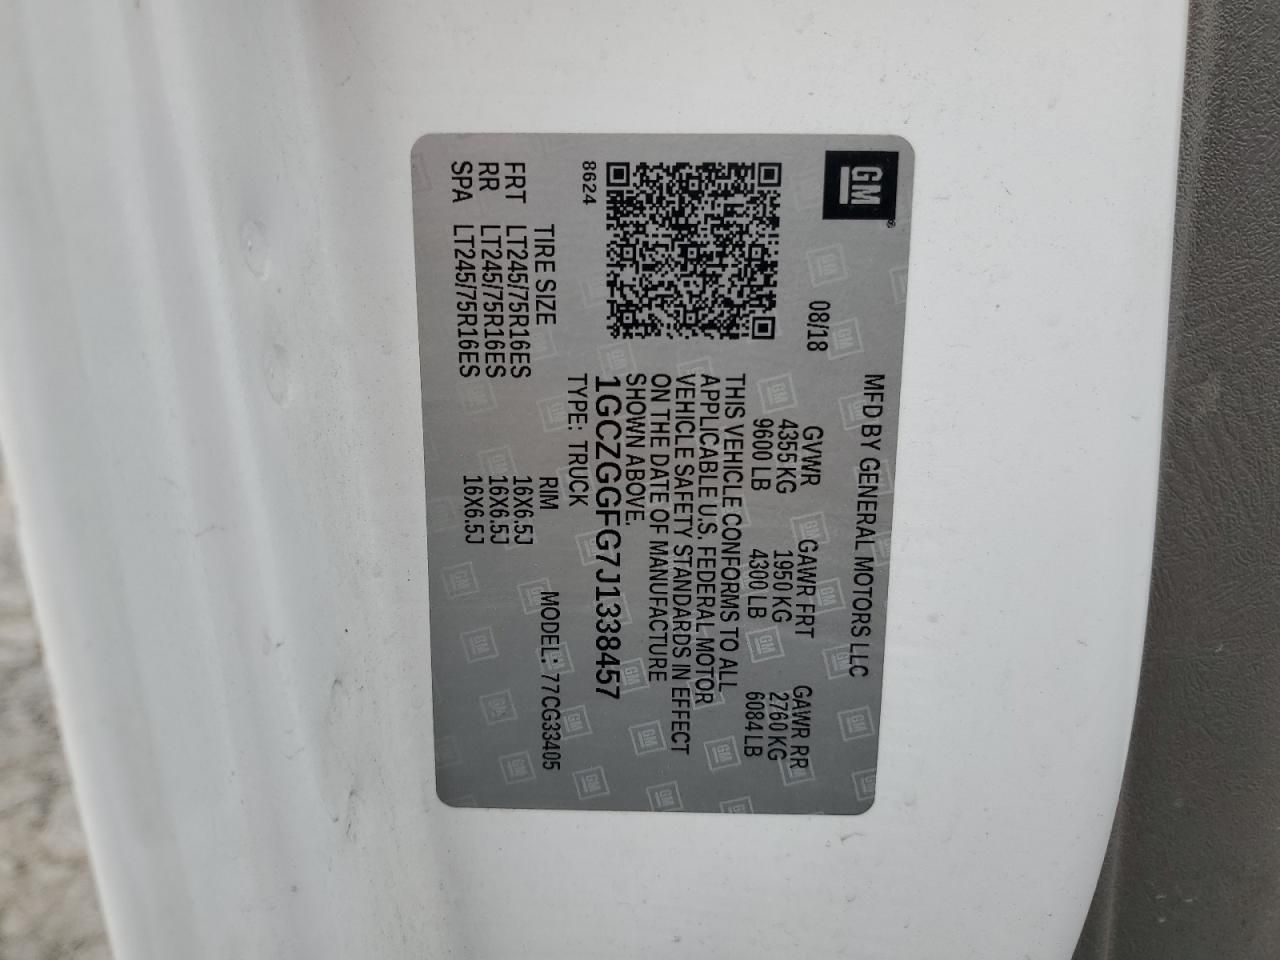 GM
MFD BY GENERAL MOTORS LLC
08/18
GVWR GAWR FRT GAWR RR
4355 KG 1950 KG 2760 KG
9600 LB 4300 LB 6084 LB
THIS VEHICLE CONFORMS TO ALL
APPLICABLE U.S. FEDERAL MOTOR
VEHICLE SAFETY STANDARDS IN EFFECT
ON THE DATE OF MANUFACTURE
SHOWN ABOVE.
1GCZGGFG7J1338457
8624
TYPE: TRUCK MODEL: 77CG33405
TIRE SIZE RIM
FRT LT245/75R16ES 16X6.5J
RR LT245/75R16ES 16X6.5J
SPA LT245/75R16ES 16X6.5J